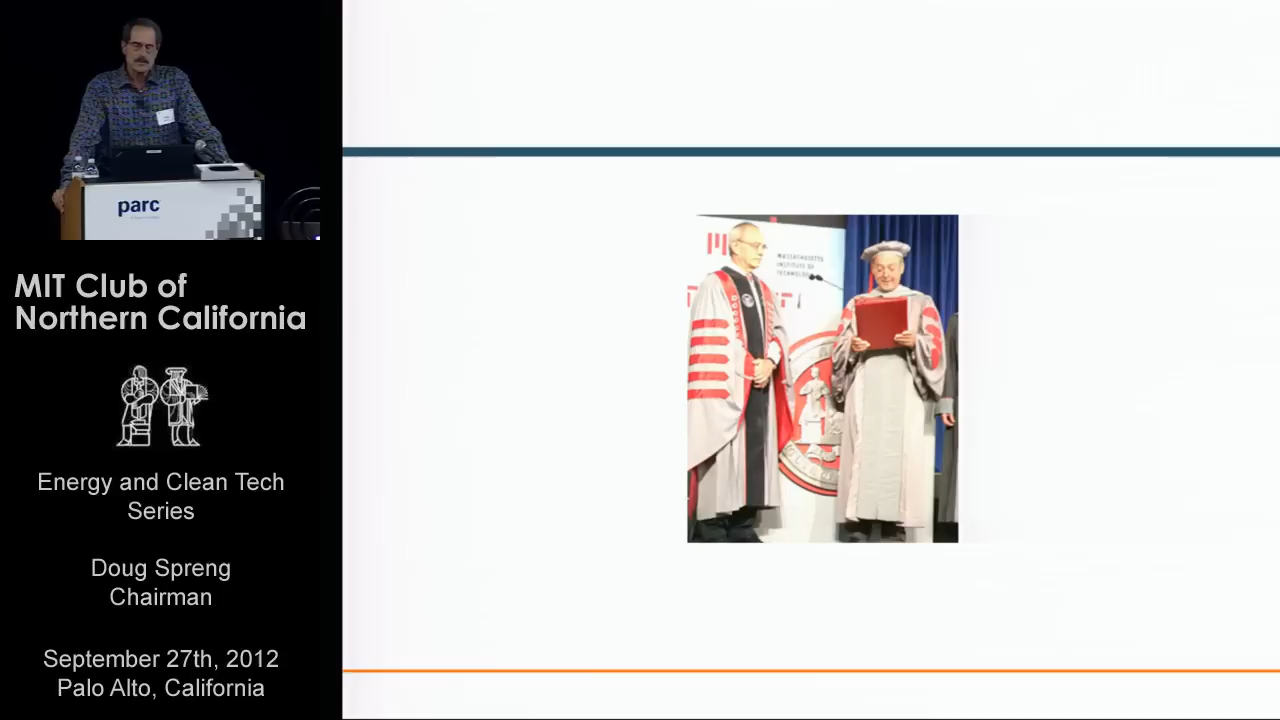 parc
MIT Club of
Northern California
Energy and Clean Tech
Series
Doug Spreng
Chairman
September 27th, 2012
Palo Alto, California
MASSACHUSETTS
INSTITUTE OF
TECHNOLOGY